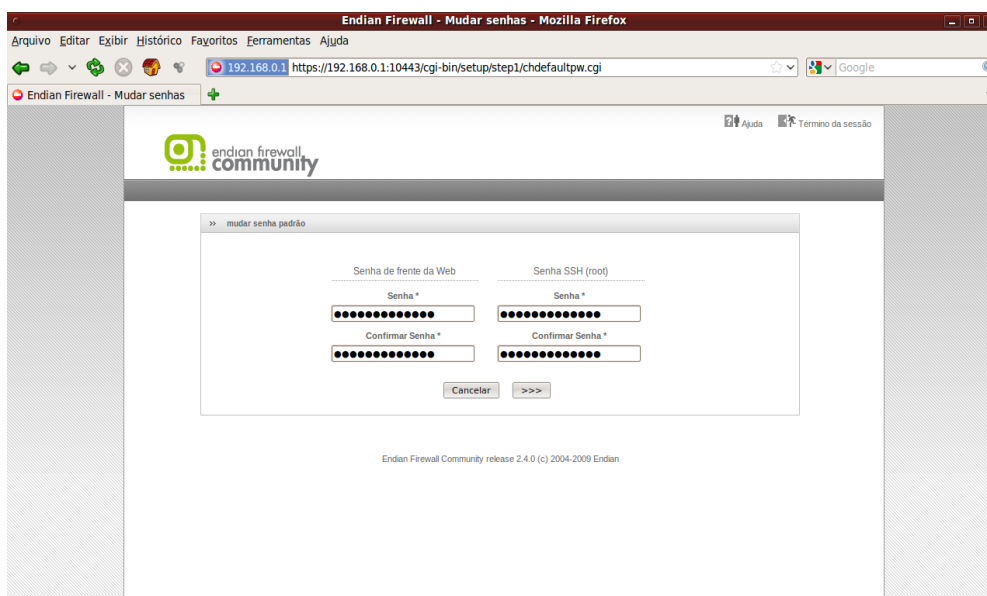 Endian Firewall - Mudar senhas - Mozilla Firefox
Arquivo Editar Exibir Histórico Favoritos Ferramentas Ajuda
192.168.0.1 https://192.168.0.1:10443/cgi-bin/setup/step1/chdefaultpw.cgi Google
Endian Firewall - Mudar senhas
Ajuda Término da sessão
endian firewall
community
>> mudar senha padrão
Senha de frente da Web Senha SSH (root)
Senha * Senha *
●●●●●●●●●●●●● ●●●●●●●●●●●●●
Confirmar Senha * Confirmar Senha *
●●●●●●●●●●●●● ●●●●●●●●●●●●●
Cancelar >>>
Endian Firewall Community release 2.4.0 (c) 2004-2009 Endian